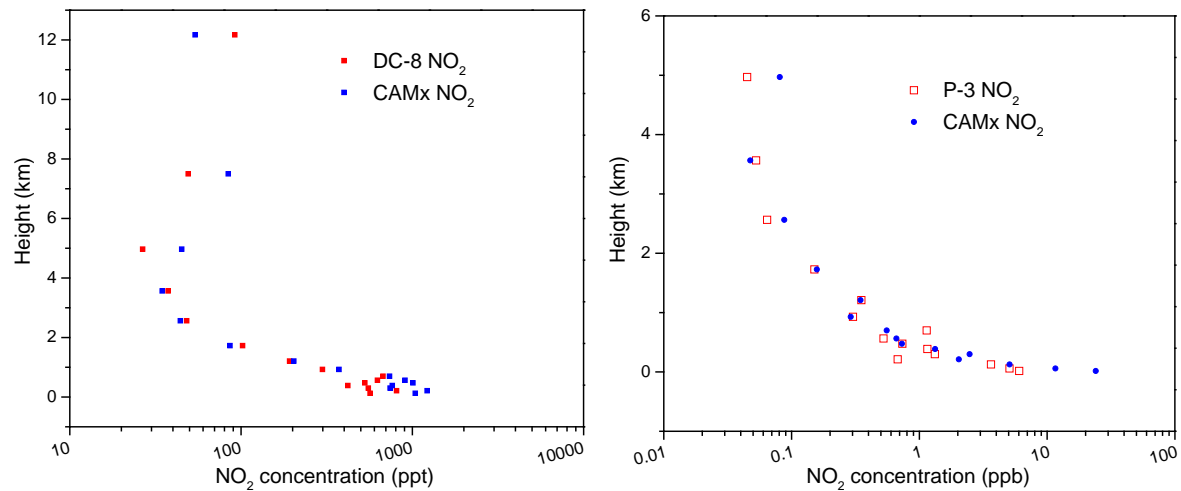 12
10
8
6
4
2
0
Height (km)
DC-8 NO₂
CAMx NO₂
10
100
1000
10000
NO₂ concentration (ppt)
6
4
2
0
Height (km)
P-3 NO₂
CAMx NO₂
0.01
0.1
1
10
100
NO₂ concentration (ppb)